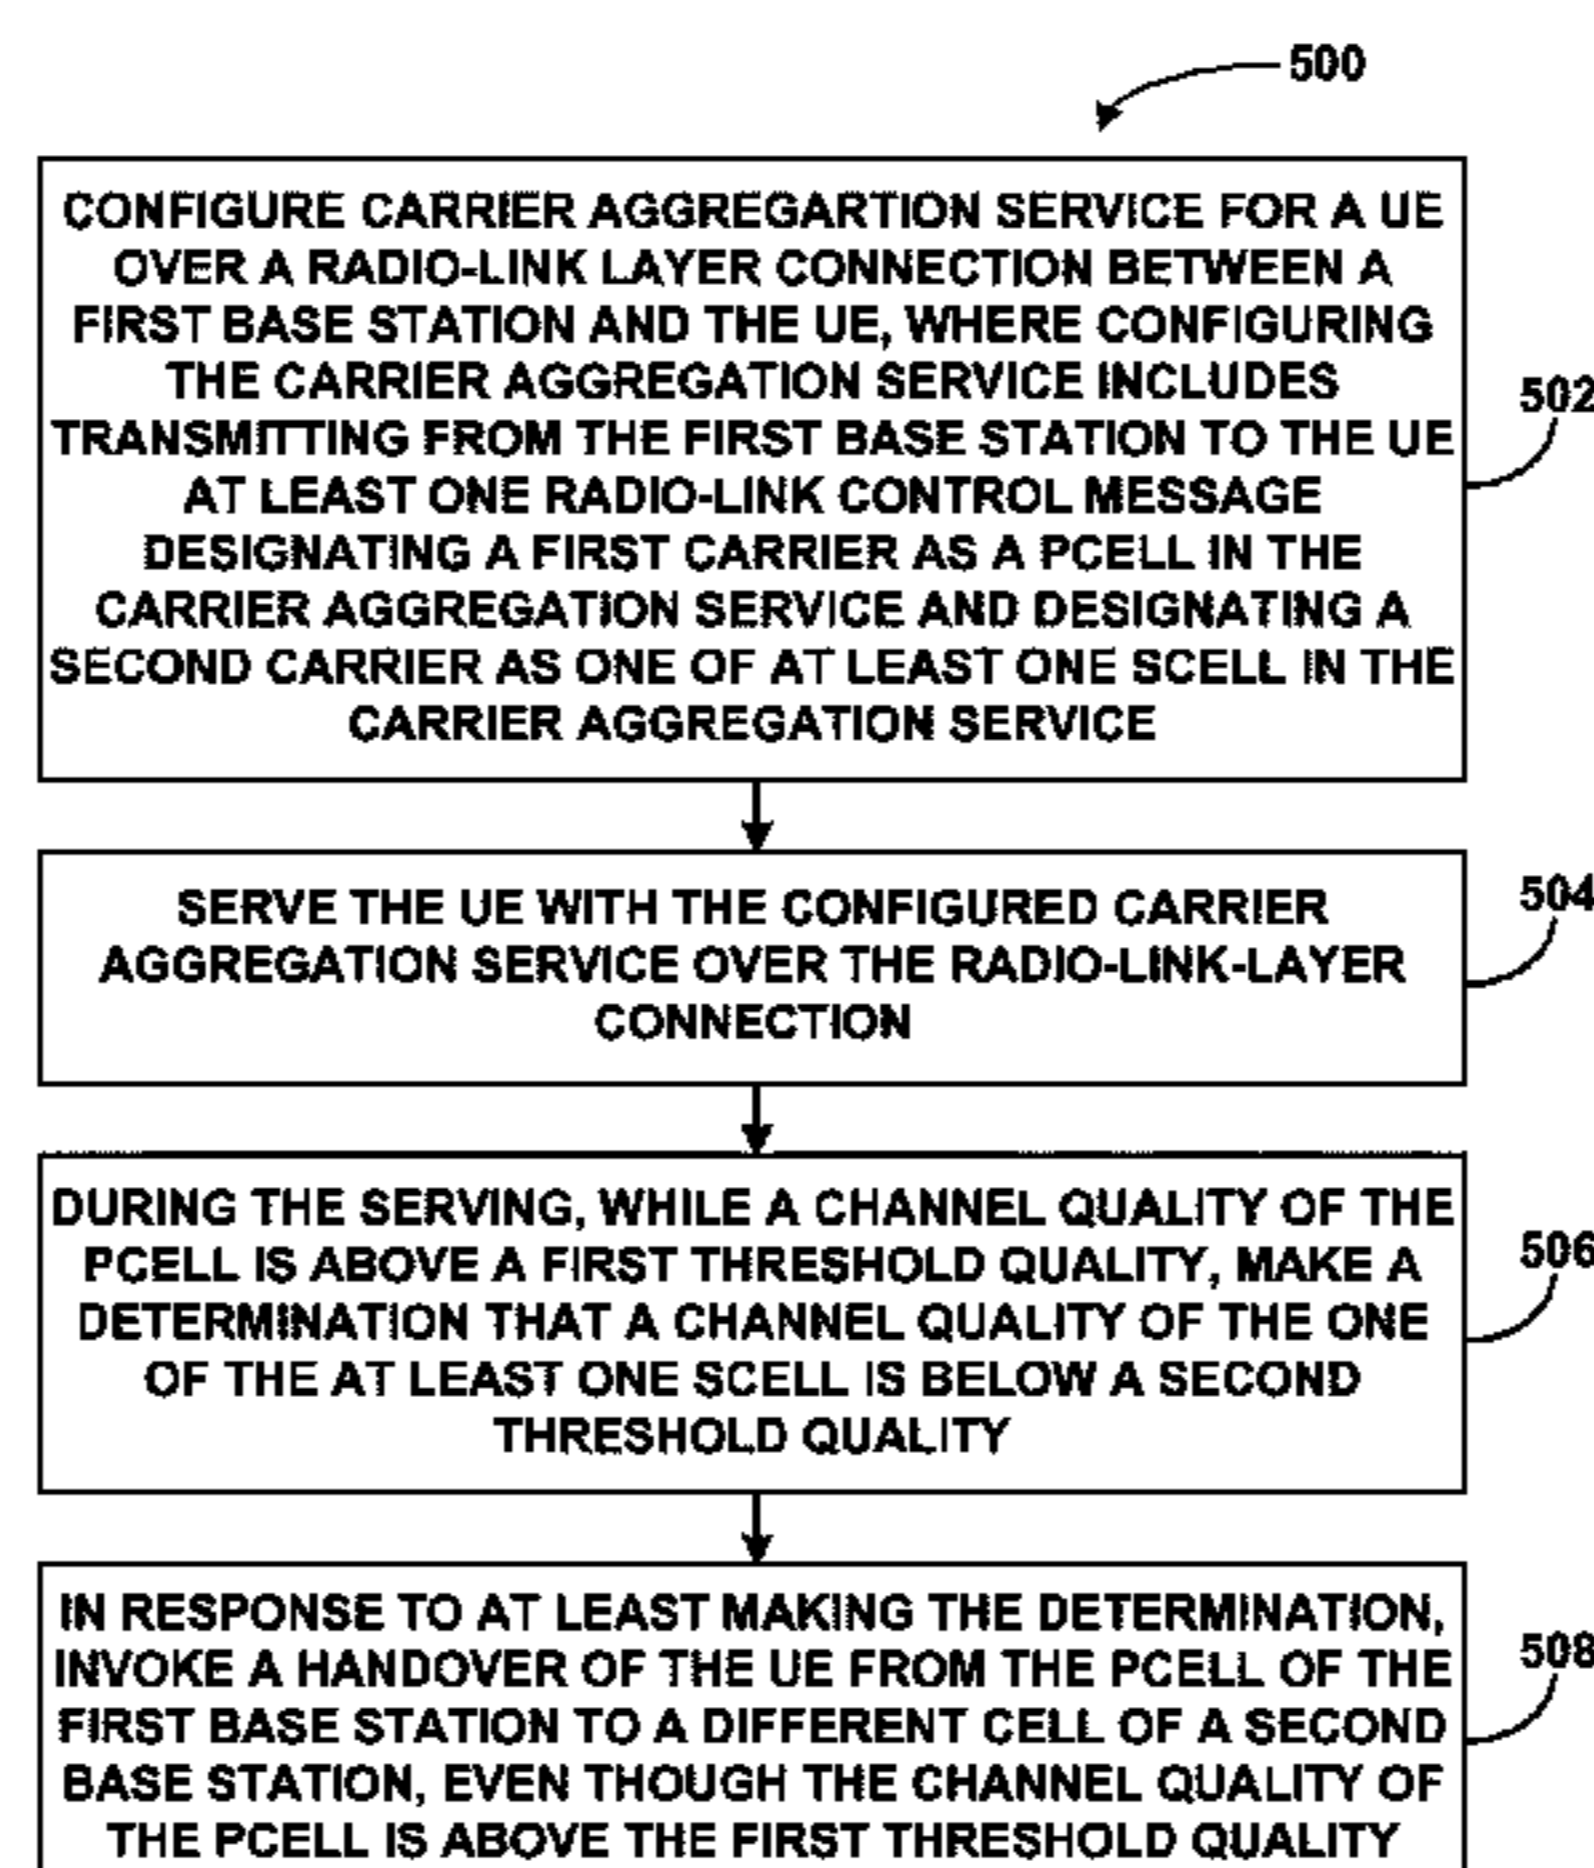 500
CONFIGURE CARRIER AGGREGARTION SERVICE FOR A UE
OVER A RADIO-LINK LAYER CONNECTION BETWEEN A
FIRST BASE STATION AND THE UE, WHERE CONFIGURING
THE CARRIER AGGREGATION SERVICE INCLUDES
TRANSMITTING FROM THE FIRST BASE STATION TO THE UE
AT LEAST ONE RADIO-LINK CONTROL MESSAGE
DESIGNATING A FIRST CARRIER AS A PCELL IN THE
CARRIER AGGREGATION SERVICE AND DESIGNATING A
SECOND CARRIER AS ONE OF AT LEAST ONE SCELL IN THE
CARRIER AGGREGATION SERVICE
502
SERVE THE UE WITH THE CONFIGURED CARRIER
AGGREGATION SERVICE OVER THE RADIO-LINK-LAYER
CONNECTION
504
DURING THE SERVING, WHILE A CHANNEL QUALITY OF THE
PCELL IS ABOVE A FIRST THRESHOLD QUALITY, MAKE A
DETERMINATION THAT A CHANNEL QUALITY OF THE ONE
OF THE AT LEAST ONE SCELL IS BELOW A SECOND
THRESHOLD QUALITY
506
IN RESPONSE TO AT LEAST MAKING THE DETERMINATION,
INVOKE A HANDOVER OF THE UE FROM THE PCELL OF THE
FIRST BASE STATION TO A DIFFERENT CELL OF A SECOND
BASE STATION, EVEN THOUGH THE CHANNEL QUALITY OF
THE PCELL IS ABOVE THE FIRST THRESHOLD QUALITY
508